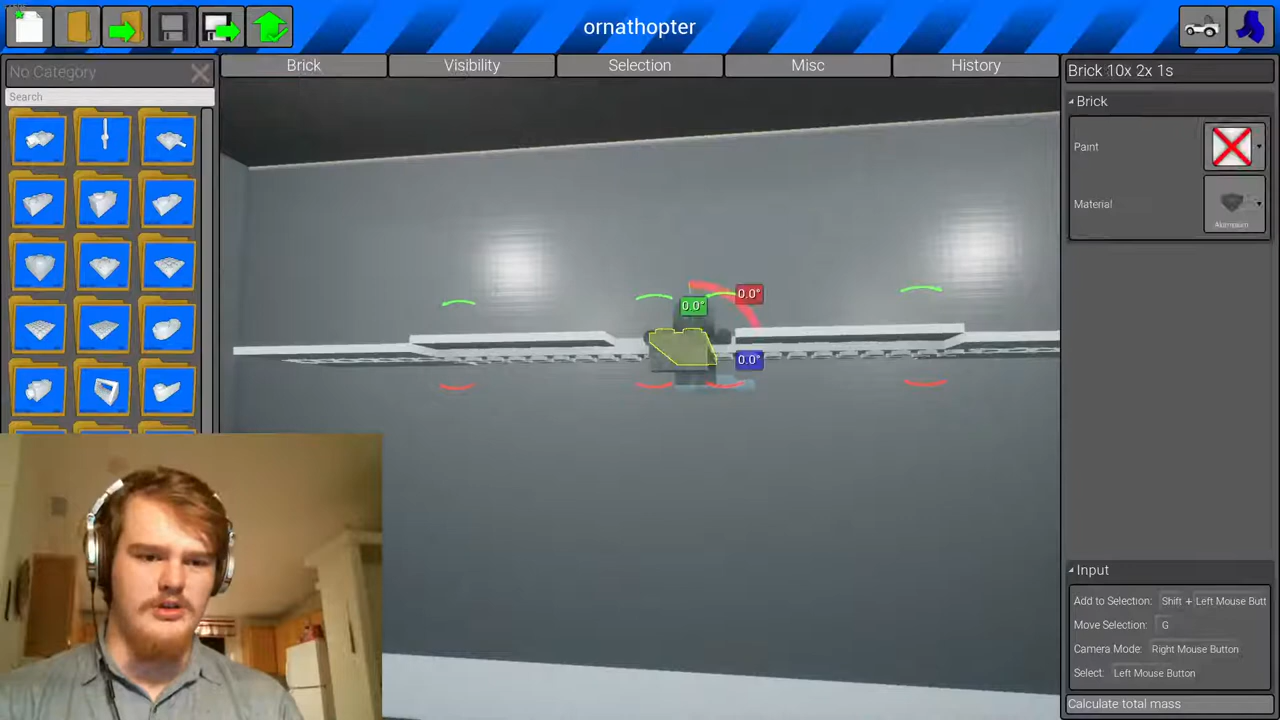 ornathopter
No Category
Search
Brick
Visibility
Selection
Misc
History
Brick 10x 2x 1s
Brick
Paint
Material
Aluminium
0.0°
0.0°
0.0°
Input
Add to Selection: Shift + Left Mouse Butt
Move Selection: G
Camera Mode: Right Mouse Button
Select: Left Mouse Button
Calculate total mass